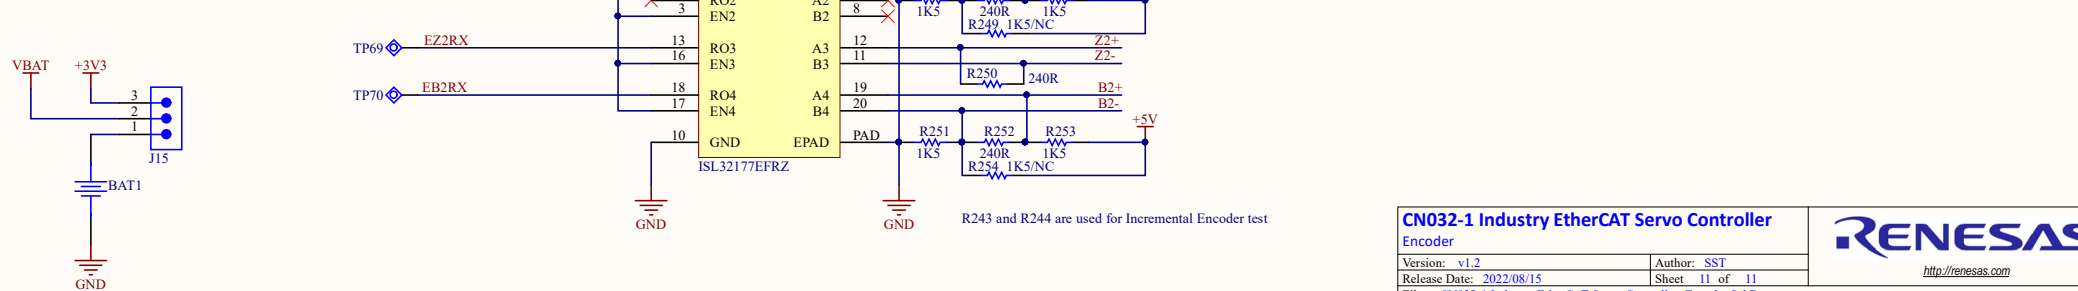 RO2
A2
3
EN2
B2
8
1K5
240R
1K5
R249
1K5/NC
TP69
EZ2RX
13
RO3
A3
12
Z2+
16
EN3
B3
11
Z2-
R250
240R
TP70
EB2RX
18
RO4
A4
19
B2+
17
EN4
B4
20
B2-
10
GND
EPAD
PAD
R251
R252
R253
+5V
1K5
240R
1K5
R254
1K5/NC
ISL32177EFRZ
GND
GND
R243 and R244 are used for Incremental Encoder test
VBAT
+3V3
3
2
1
J15
BAT1
GND
CN032-1 Industry EtherCAT Servo Controller
Encoder
Version: v1.2
Author: SST
Release Date: 2022/08/15
Sheet 11 of 11
RENESAS
http://renesas.com